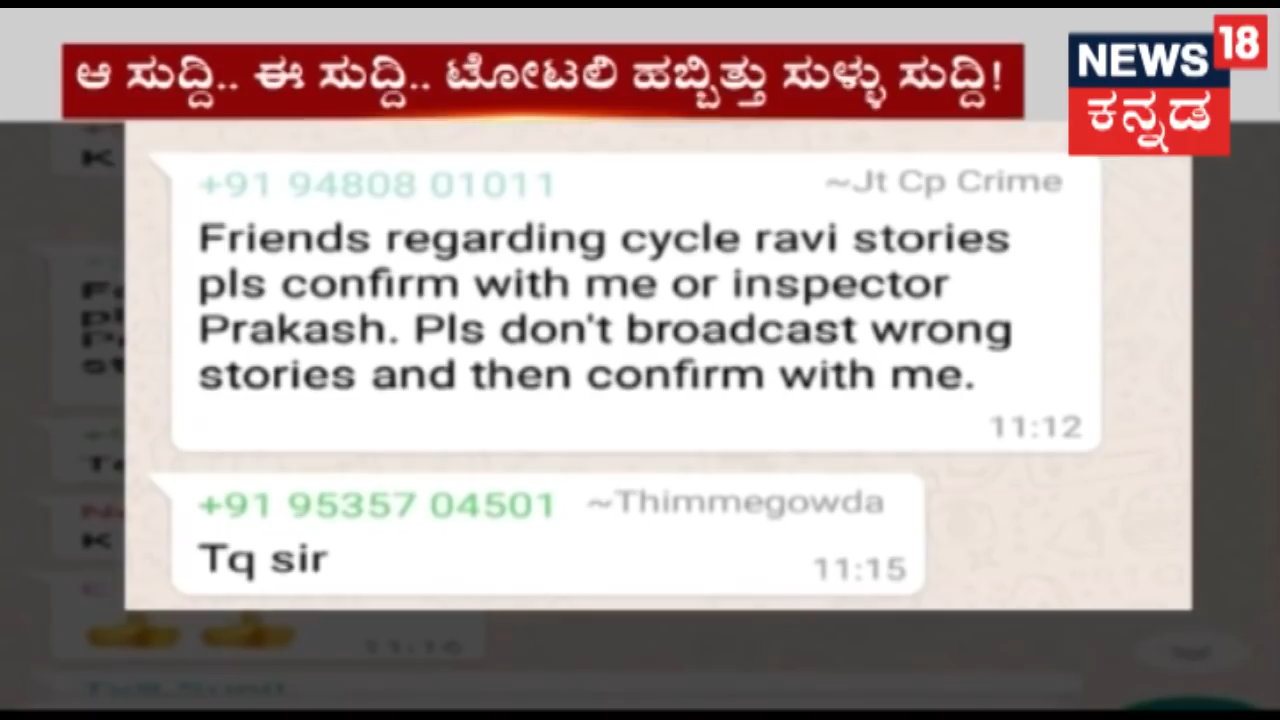 ಆ ಸುದ್ದಿ.. ಈ ಸುದ್ದಿ.. ಟೋಟಲಿ ಹಬ್ಬಿತ್ತು ಸುಳ್ಳು ಸುದ್ದಿ!
NEWS 18
ಕನ್ನಡ
+91 94808 01011 ~Jt Cp Crime
Friends regarding cycle ravi stories
pls confirm with me or inspector
Prakash. Pls don't broadcast wrong
stories and then confirm with me.
11:12
+91 95357 04501 ~Thimmegowda
Tq sir 11:15